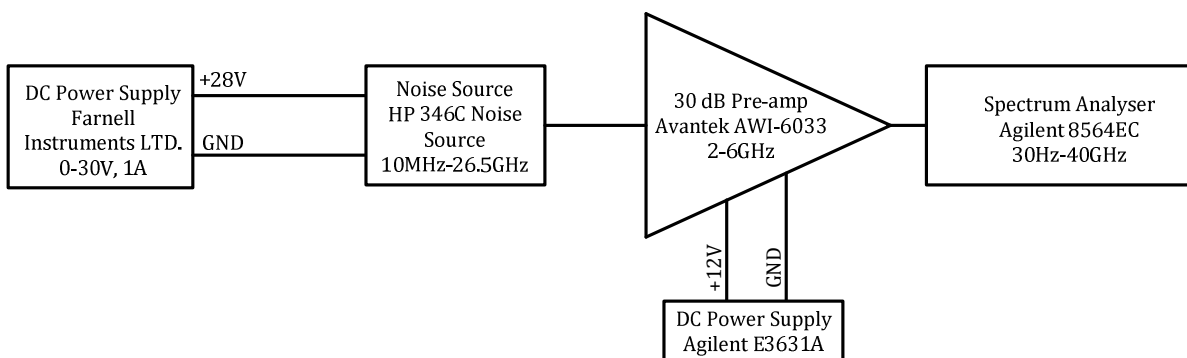 DC Power Supply
Farnell
Instruments LTD.
0-30V, 1A
+28V
GND
Noise Source
HP 346C Noise
Source
10MHz-26.5GHz
30 dB Pre-amp
Avantek AWI-6033
2-6GHz
Spectrum Analyser
Agilent 8564EC
30Hz-40GHz
+12V
GND
DC Power Supply
Agilent E3631A